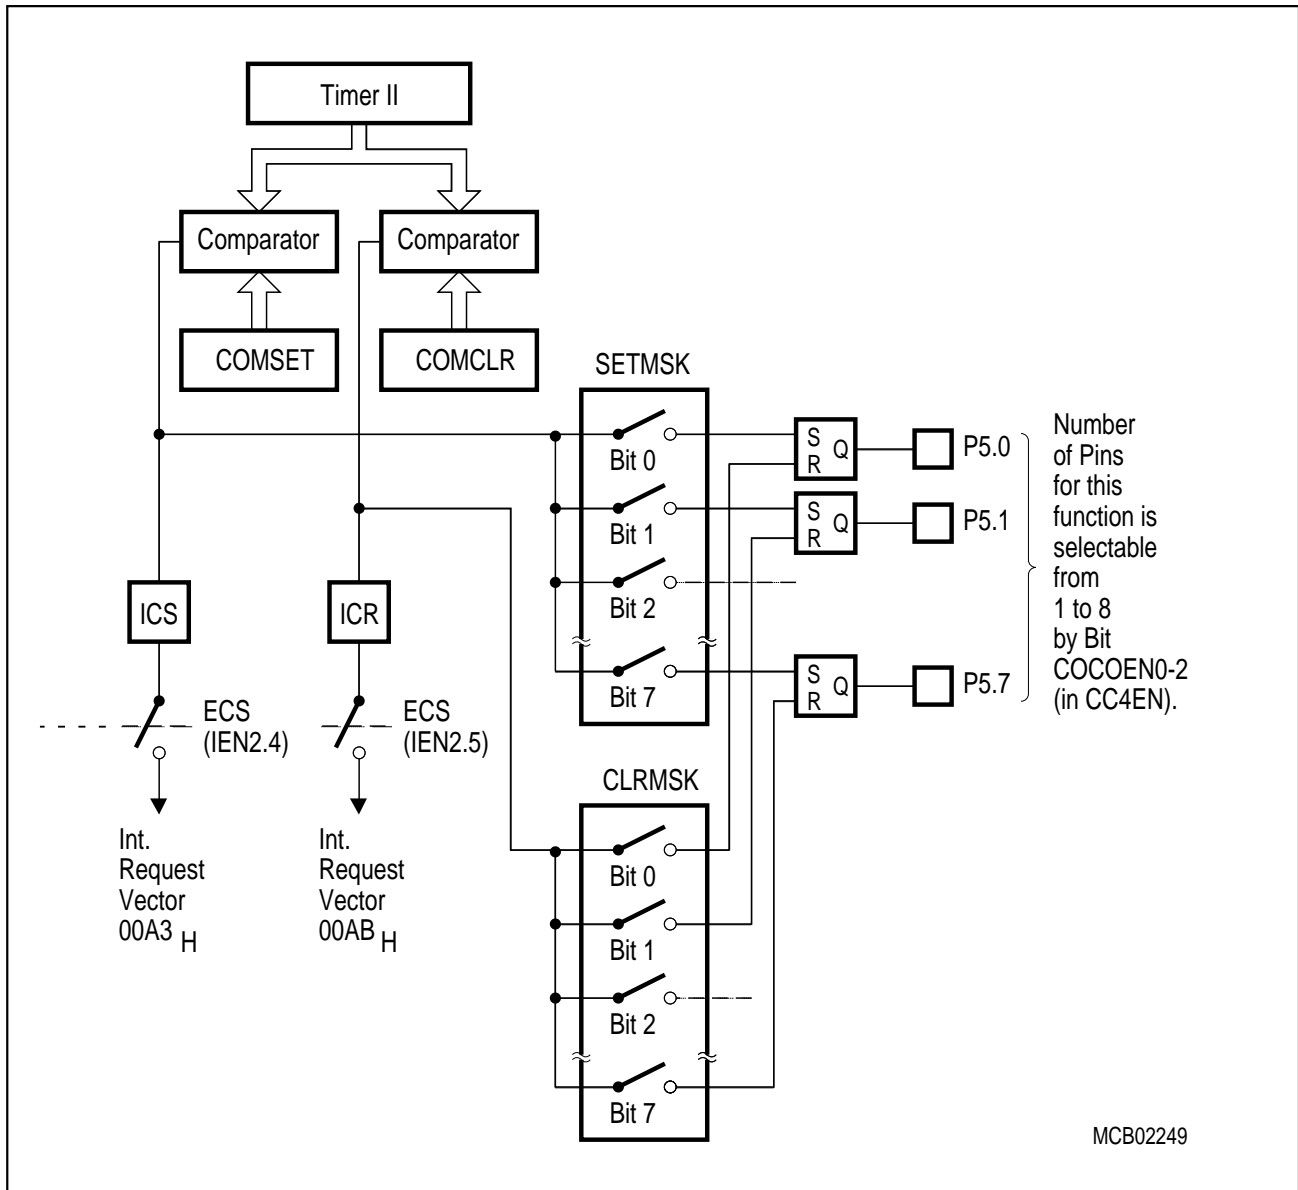 Timer II
Comparator
Comparator
COMSET
COMCLR
SETMSK
Bit 0
Bit 1
Bit 2
Bit 7
S
R
Q
P5.0
S
R
Q
P5.1
S
R
Q
P5.7
Number
of Pins
for this
function is
selectable
from
1 to 8
by Bit
COCOEN0-2
(in CC4EN).
ICS
ICR
ECS
(IEN2.4)
ECS
(IEN2.5)
Int.
Request
Vector
00A3 H
Int.
Request
Vector
00AB H
CLRMSK
Bit 0
Bit 1
Bit 2
Bit 7
MCB02249